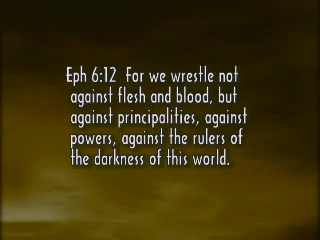 Eph 6:12 For we wrestle not
against flesh and blood, but
against principalities, against
powers, against the rulers of
the darkness of this world.